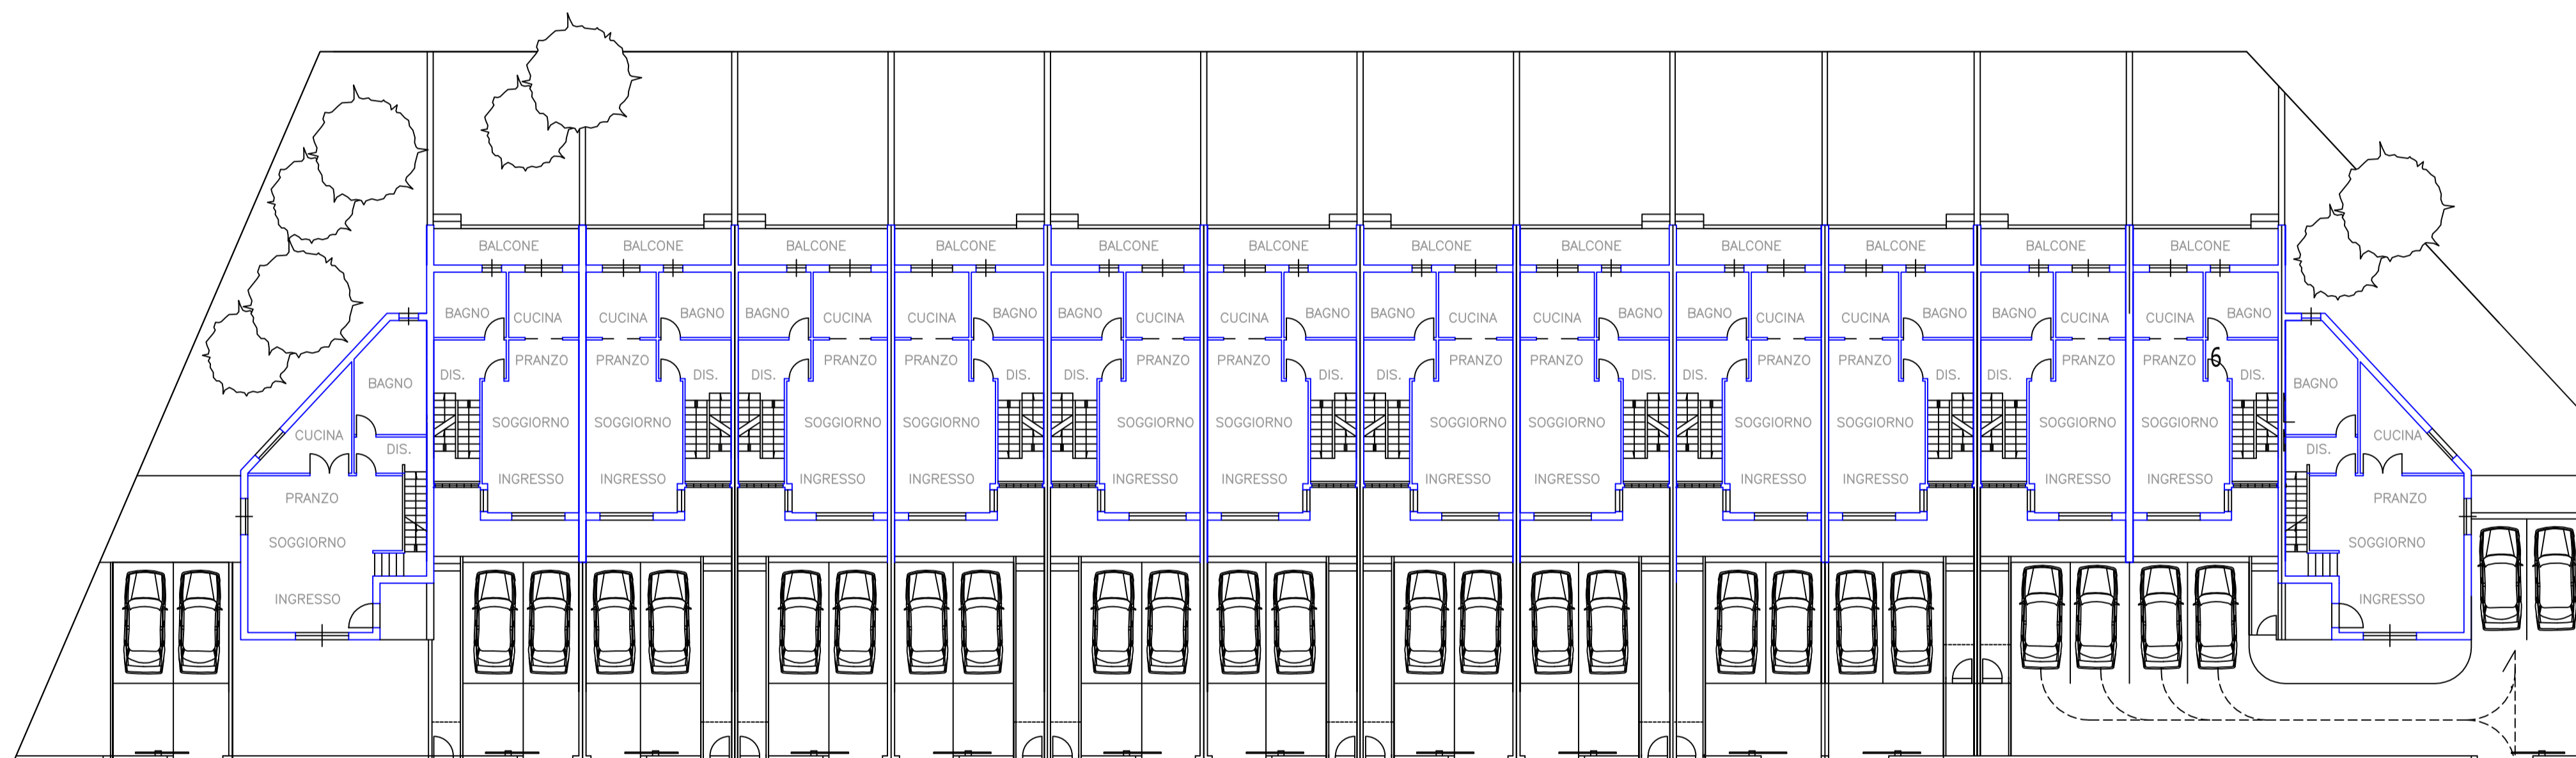 BALCONE BALCONE BALCONE BALCONE BALCONE BALCONE BALCONE BALCONE BALCONE BALCONE BALCONE BALCONE
BAGNO CUCINA CUCINA BAGNO BAGNO CUCINA CUCINA BAGNO BAGNO CUCINA CUCINA BAGNO BAGNO CUCINA CUCINA BAGNO BAGNO CUCINA CUCINA BAGNO BAGNO CUCINA CUCINA BAGNO
PRANZO PRANZO PRANZO PRANZO PRANZO PRANZO PRANZO PRANZO PRANZO PRANZO PRANZO PRANZO 6
BAGNO DIS. DIS. DIS. DIS. DIS. DIS. DIS. DIS. DIS. DIS. DIS. DIS. BAGNO
SOGGIORNO SOGGIORNO SOGGIORNO SOGGIORNO SOGGIORNO SOGGIORNO SOGGIORNO SOGGIORNO SOGGIORNO SOGGIORNO SOGGIORNO SOGGIORNO
CUCINA CUCINA
DIS. DIS.
INGRESSO INGRESSO INGRESSO INGRESSO INGRESSO INGRESSO INGRESSO INGRESSO INGRESSO INGRESSO INGRESSO INGRESSO
PRANZO PRANZO
SOGGIORNO SOGGIORNO
INGRESSO INGRESSO